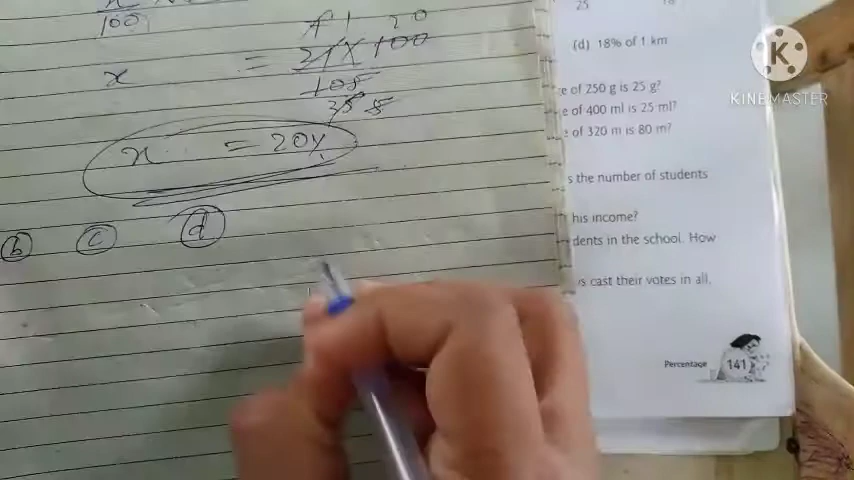 100
x = 21 x 100
105
x = 20%
(b) (c) (d)
25
(d) 18% of 1 km
e of 250 g is 25 g?
e of 400 ml is 25 ml?
e of 320 m is 80 m?
s the number of students
his income?
dents in the school. How
s cast their votes in all.
Percentage 141
KINEMASTER